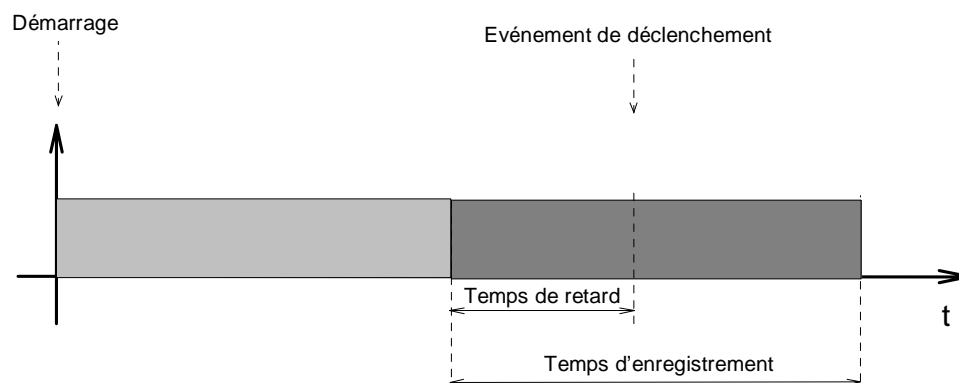 Démarrage
Evénement de déclenchement
Temps de retard
t
Temps d'enregistrement